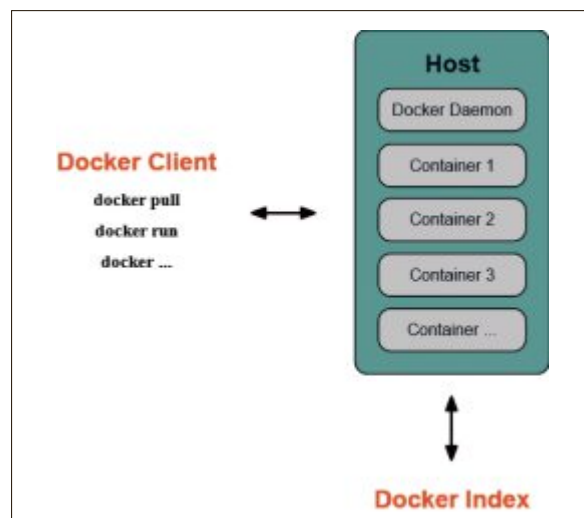 Docker Client
docker pull
docker run
docker ...
Host
Docker Daemon
Container 1
Container 2
Container 3
Container ...
Docker Index